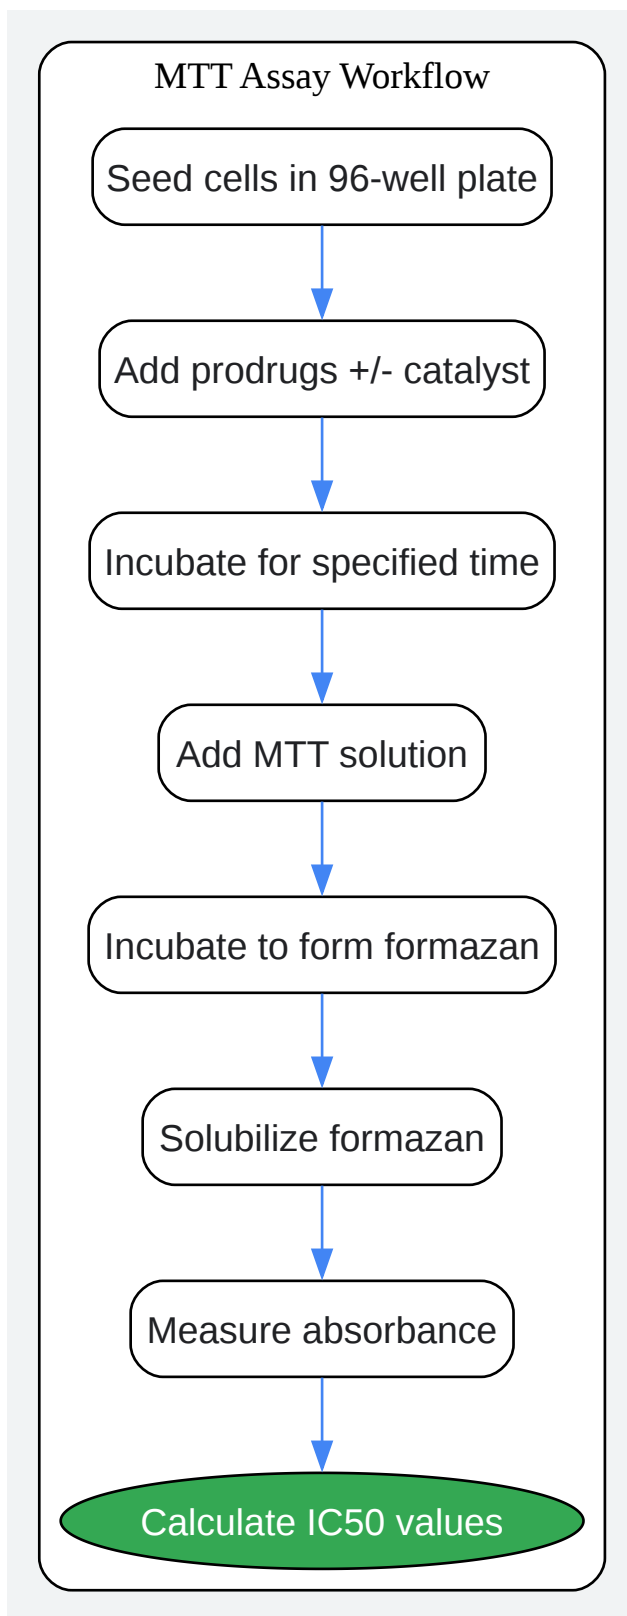 MTT Assay Workflow
Seed cells in 96-well plate
Add prodrugs +/- catalyst
Incubate for specified time
Add MTT solution
Incubate to form formazan
Solubilize formazan
Measure absorbance
Calculate IC50 values